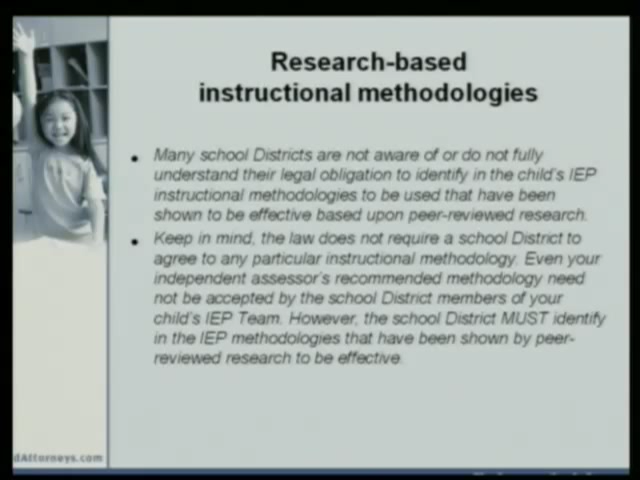 Research-based
instructional methodologies
• Many school Districts are not aware of or do not fully
understand their legal obligation to identify in the child's IEP
instructional methodologies to be used that have been
shown to be effective based upon peer-reviewed research.
• Keep in mind, the law does not require a school District to
agree to any particular instructional methodology. Even your
independent assessor's recommended methodology need
not be accepted by the school District members of your
child's IEP Team. However, the school District MUST identify
in the IEP methodologies that have been shown by peer-
reviewed research to be effective.
dAttorneys.com